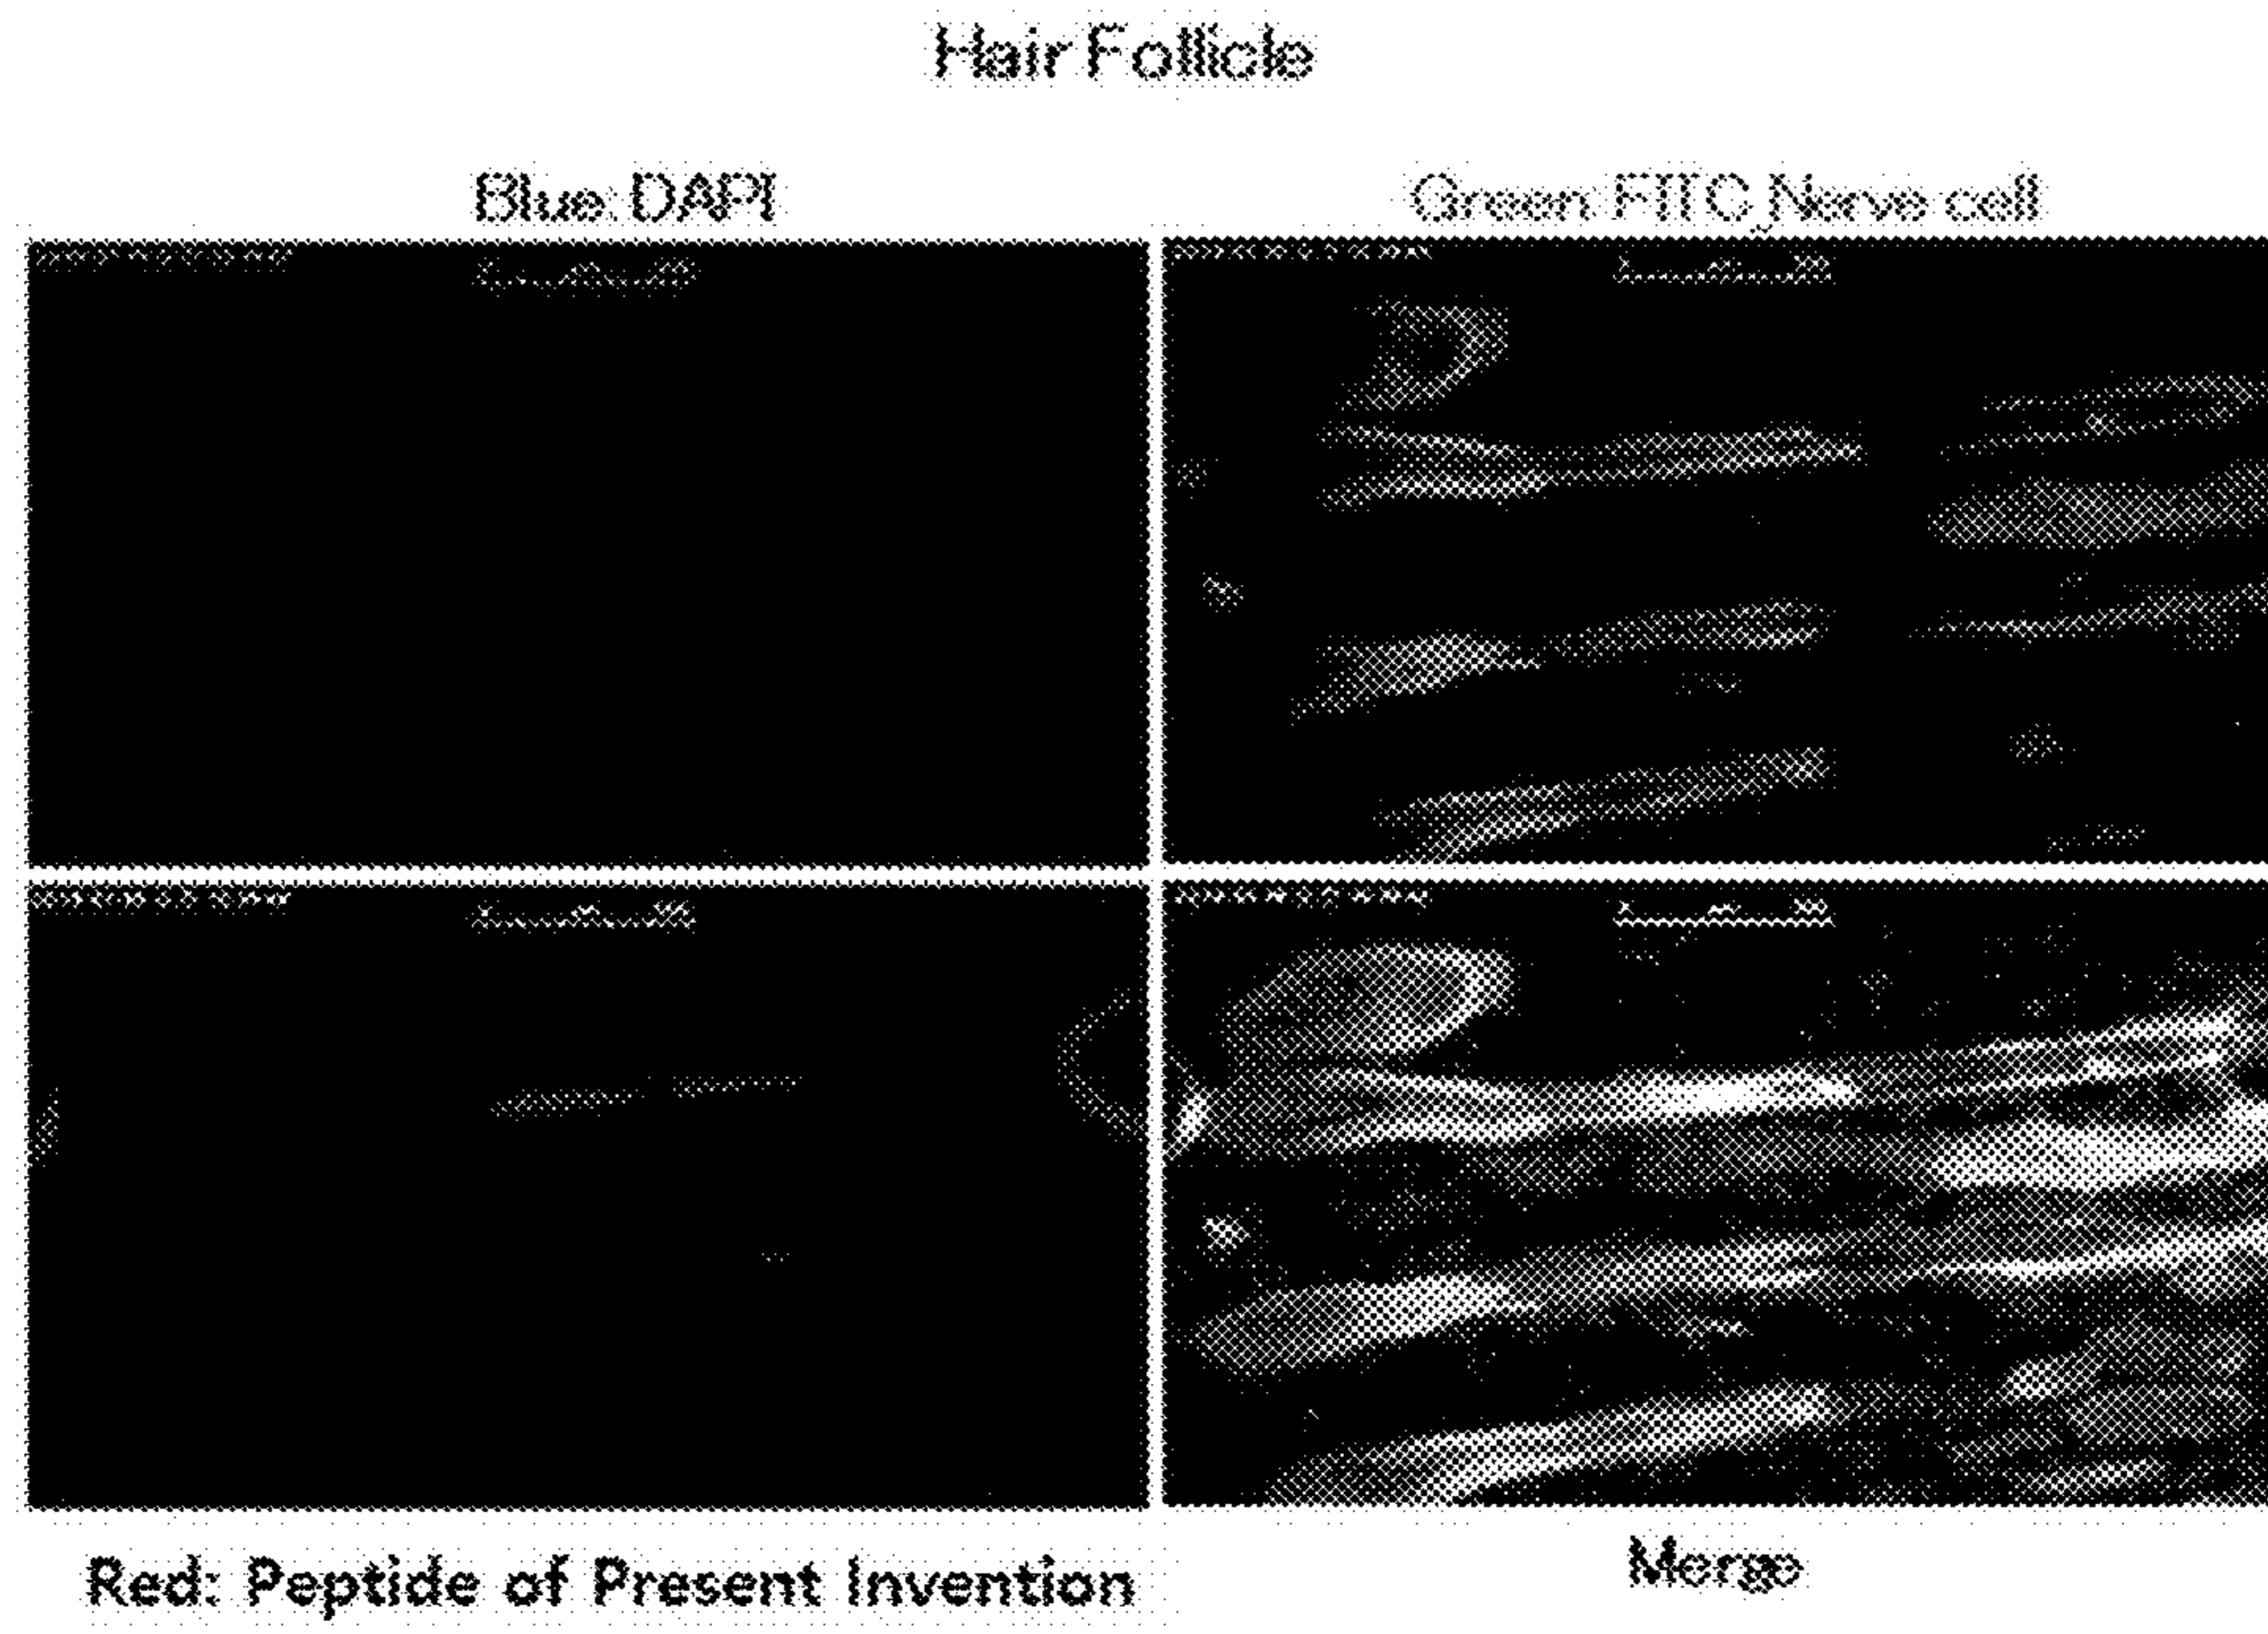 Hair Follicle
Blue: DAPI
Green FITC Nerve cell
Red: Peptide of Present Invention
Merge